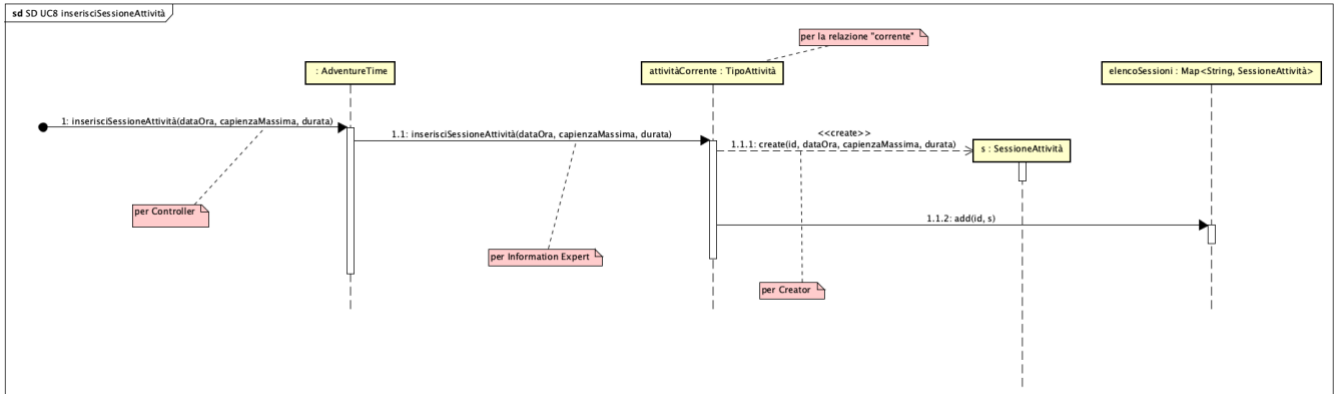 sd SD UC8 inserisciSessioneAttività
per la relazione "corrente"
: AdventureTime
attivitàCorrente : TipoAttività
elencoSessioni : Map<String, SessioneAttività>
1: inserisciSessioneAttività(dataOra, capienzaMassima, durata)
1.1: inserisciSessioneAttività(dataOra, capienzaMassima, durata)
<<create>>
1.1.1: create(id, dataOra, capienzaMassima, durata)
s : SessioneAttività
per Controller
1.1.2: add(id, s)
per Information Expert
per Creator